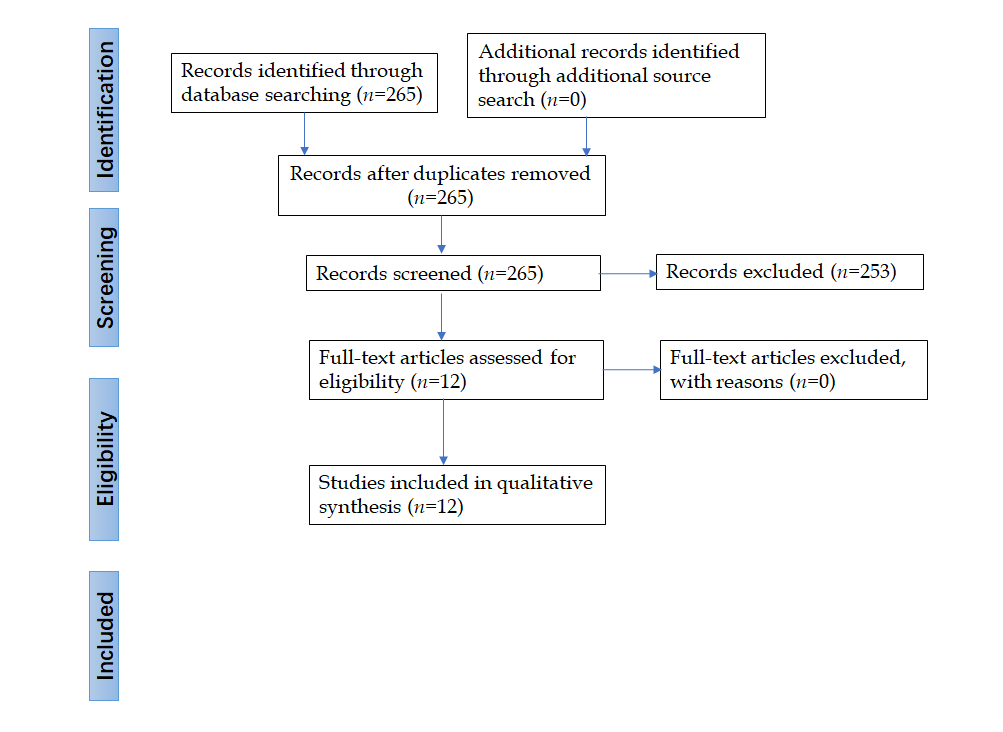 Identification
Records identified through
database searching (n=265)
Additional records identified
through additional source
search (n=0)
Records after duplicates removed
(n=265)
Screening
Records screened (n=265)
Records excluded (n=253)
Full-text articles assessed for
eligibility (n=12)
Full-text articles excluded,
with reasons (n=0)
Eligibility
Studies included in qualitative
synthesis (n=12)
Included